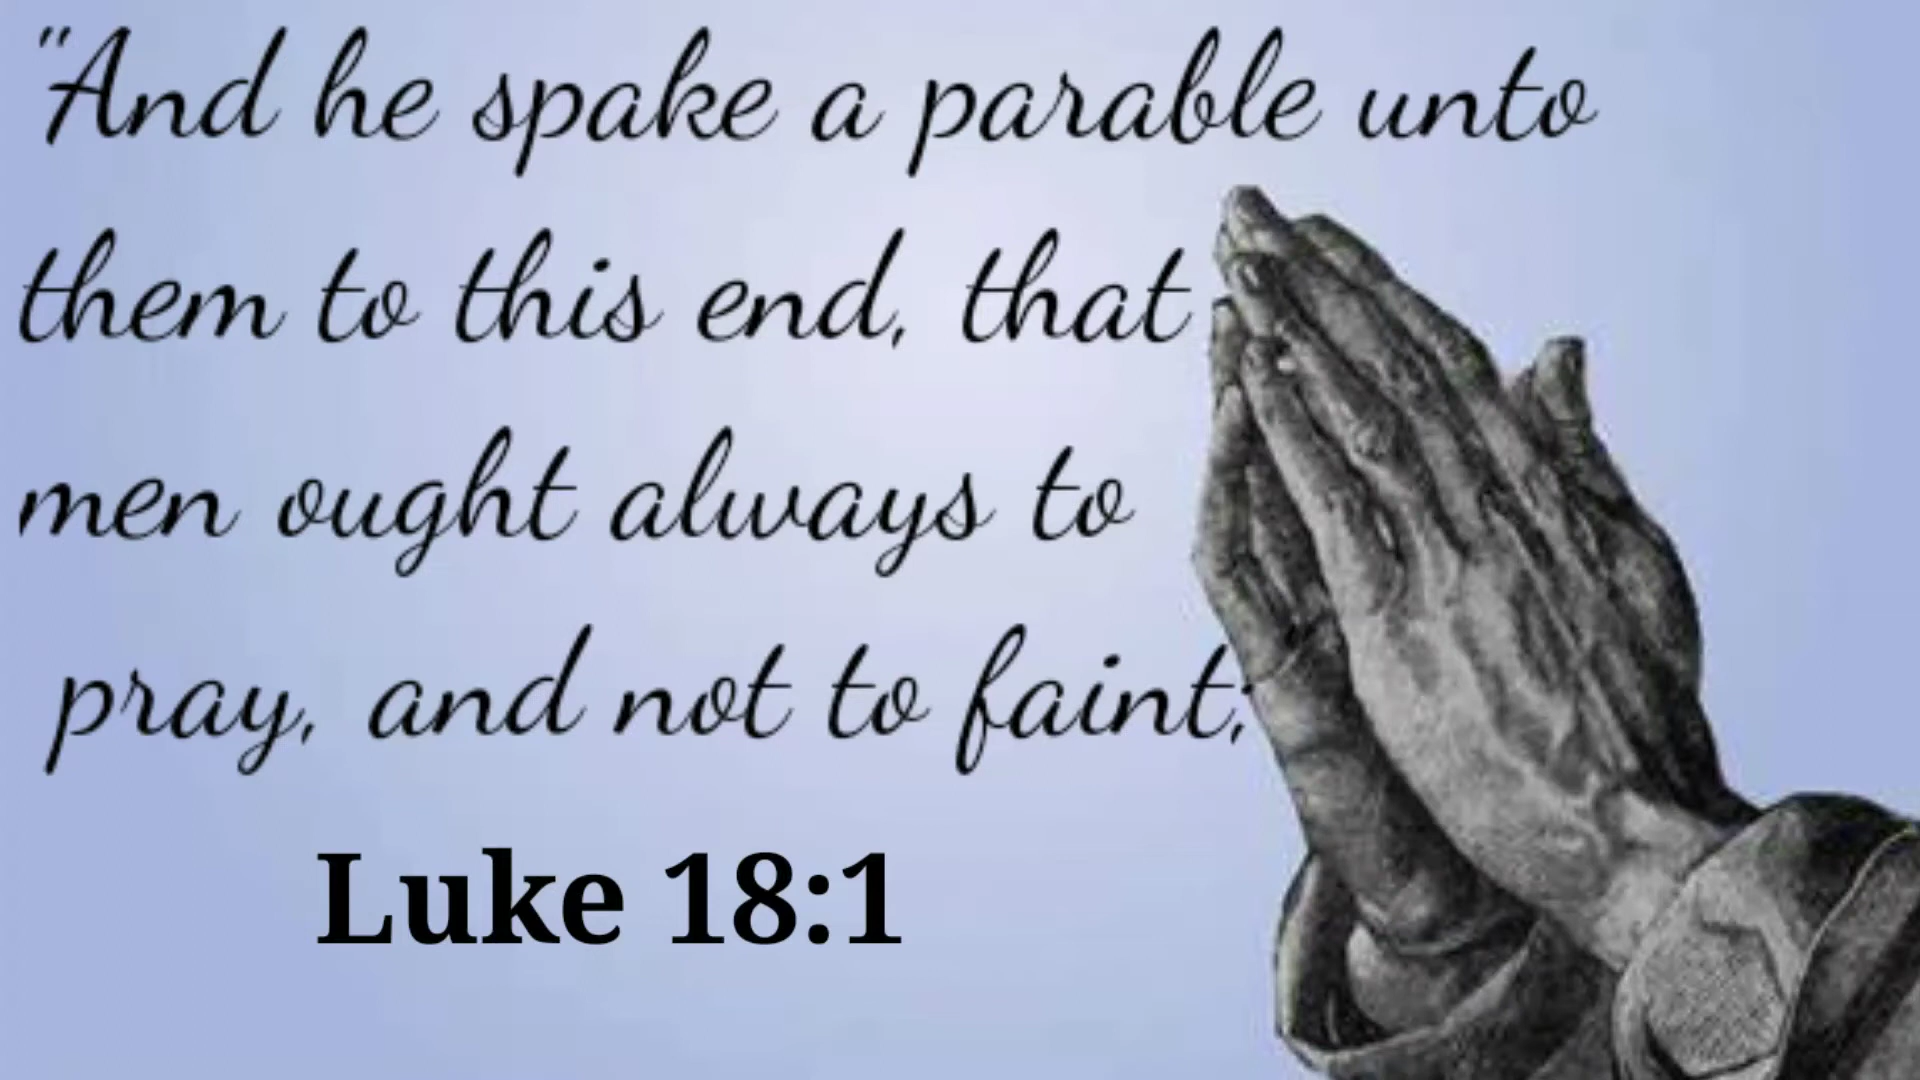 "And he spake a parable unto
them to this end, that
men ought always to
pray, and not to faint;
Luke 18:1